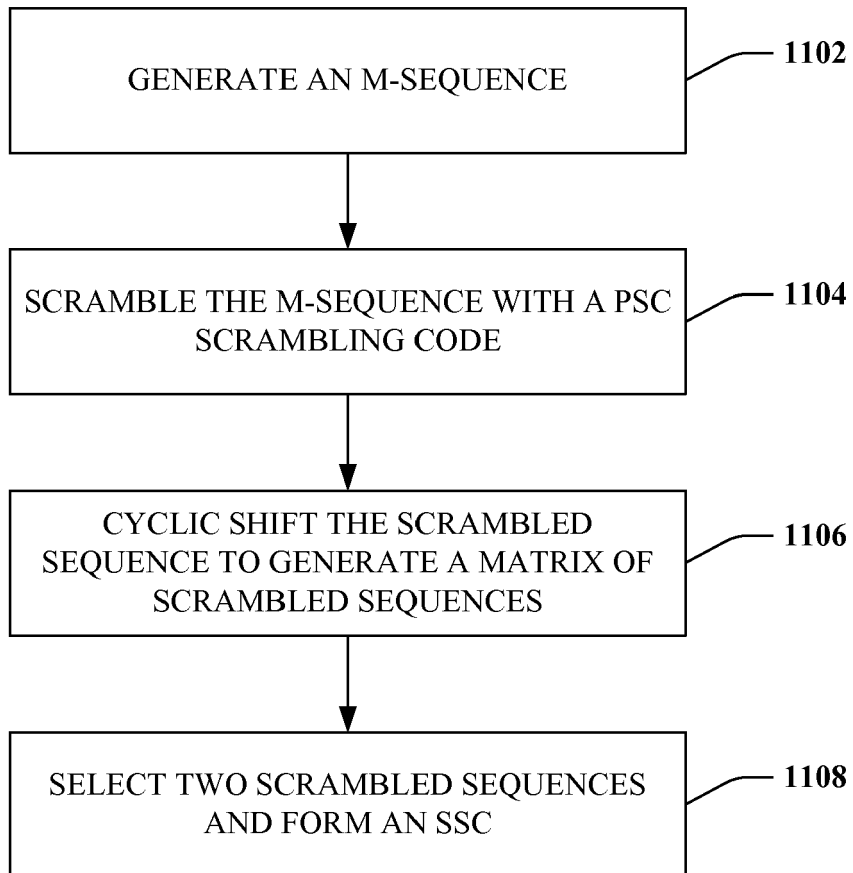 GENERATE AN M-SEQUENCE
1102
SCRAMBLE THE M-SEQUENCE WITH A PSC
SCRAMBLING CODE
1104
CYCLIC SHIFT THE SCRAMBLED
SEQUENCE TO GENERATE A MATRIX OF
SCRAMBLED SEQUENCES
1106
SELECT TWO SCRAMBLED SEQUENCES
AND FORM AN SSC
1108